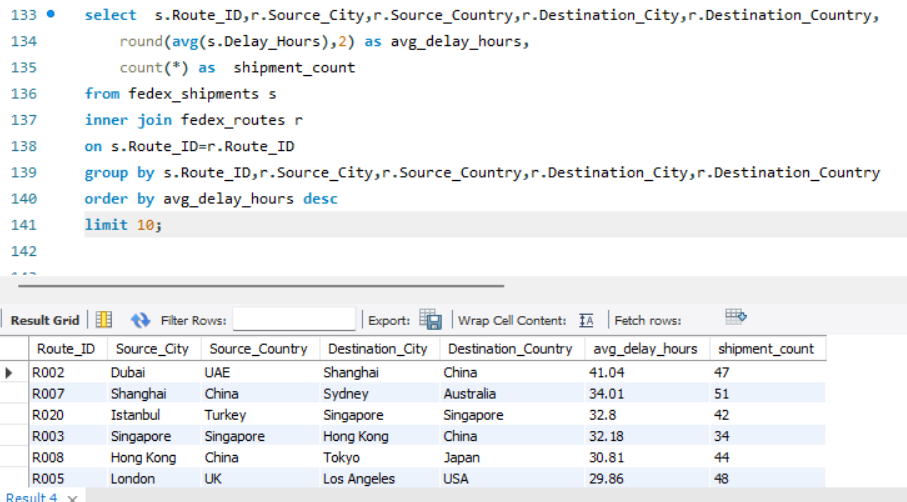 133 select s.Route_ID,r.Source_City,r.Source_Country,r.Destination_City,r.Destination_Country,
134 round(avg(s.Delay_Hours),2) as avg_delay_hours,
135 count(*) as shipment_count
136 from fedex_shipments s
137 inner join fedex_routes r
138 on s.Route_ID=r.Route_ID
139 group by s.Route_ID,r.Source_City,r.Source_Country,r.Destination_City,r.Destination_Country
140 order by avg_delay_hours desc
141 limit 10;
142
Result Grid Filter Rows: Export: Wrap Cell Content: IA Fetch rows:
Route_ID Source_City Source_Country Destination_City Destination_Country avg_delay_hours shipment_count
R002 Dubai UAE Shanghai China 41.04 47
R007 Shanghai China Sydney Australia 34.01 51
R020 Istanbul Turkey Singapore Singapore 32.8 42
R003 Singapore Singapore Hong Kong China 32.18 34
R008 Hong Kong China Tokyo Japan 30.81 44
R005 London UK Los Angeles USA 29.86 48
Result 4 ×